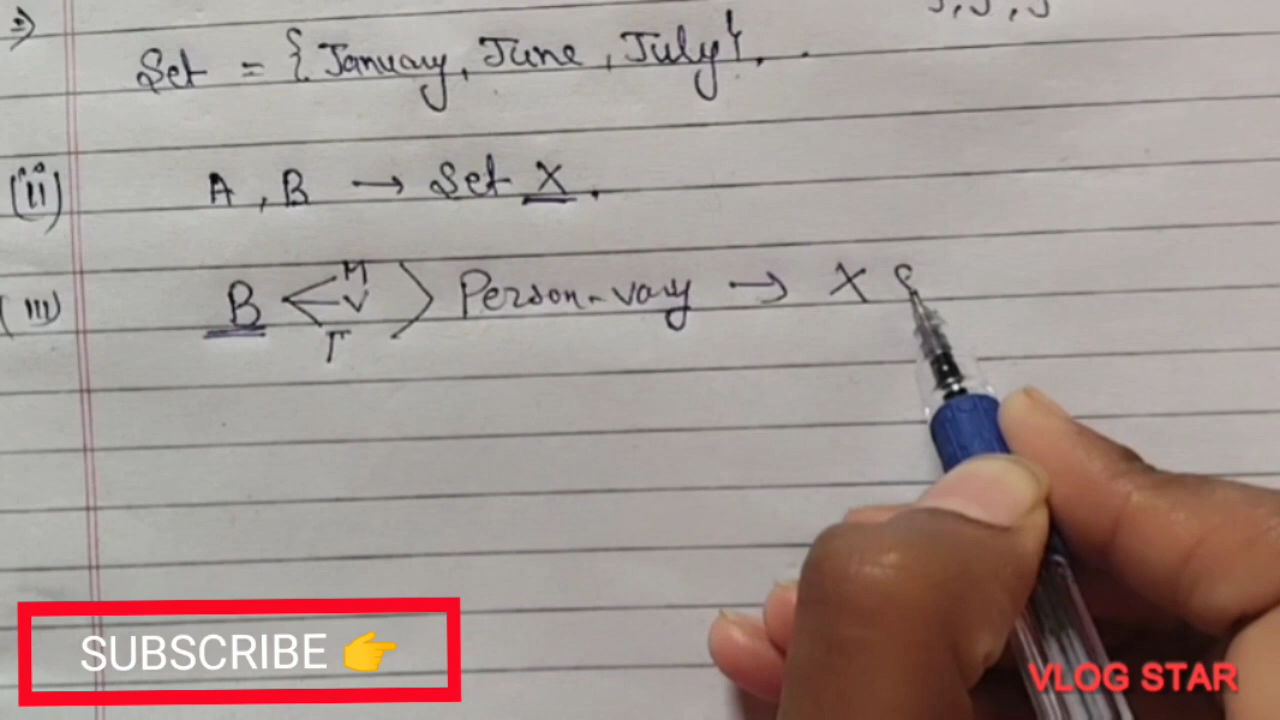 Set = {January, June, July}.
(ii) A, B → Set X.
(iii) B < M V T > Person-vary → X S
SUBSCRIBE 👉
VLOG STAR